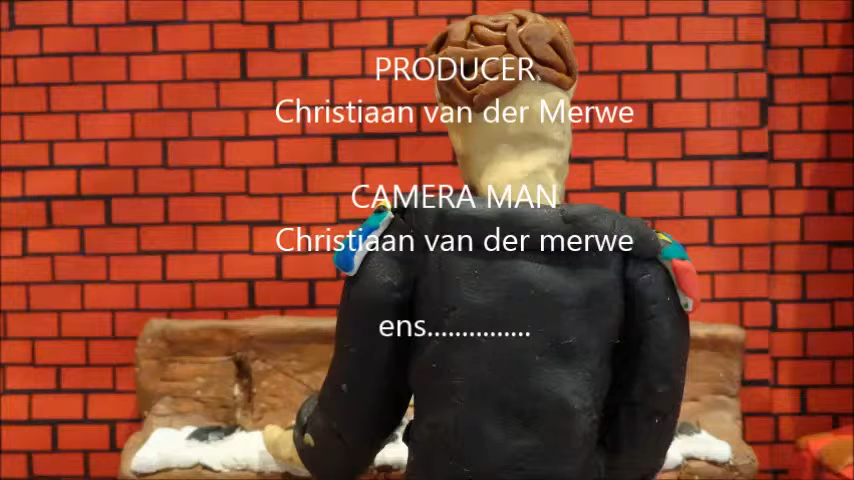 PRODUCER
Christiaan van der Merwe
CAMERA MAN
Christiaan van der merwe
ens...............